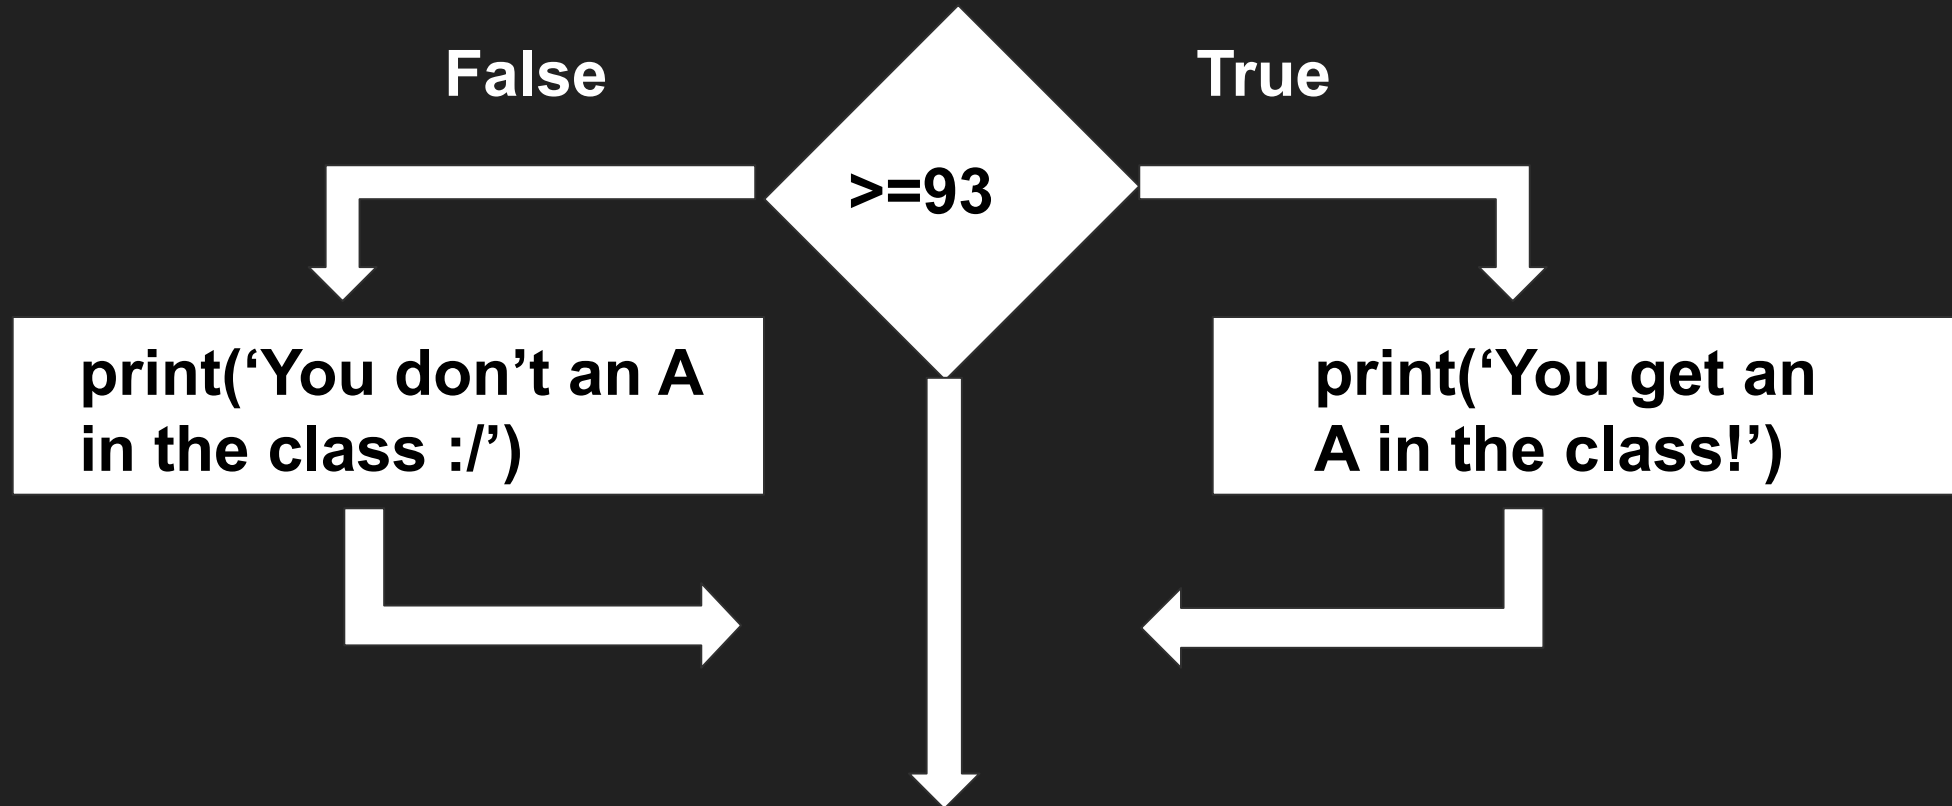 False
True
>=93
print(‘You don’t an A
in the class :/’)
print(‘You get an
A in the class!’)